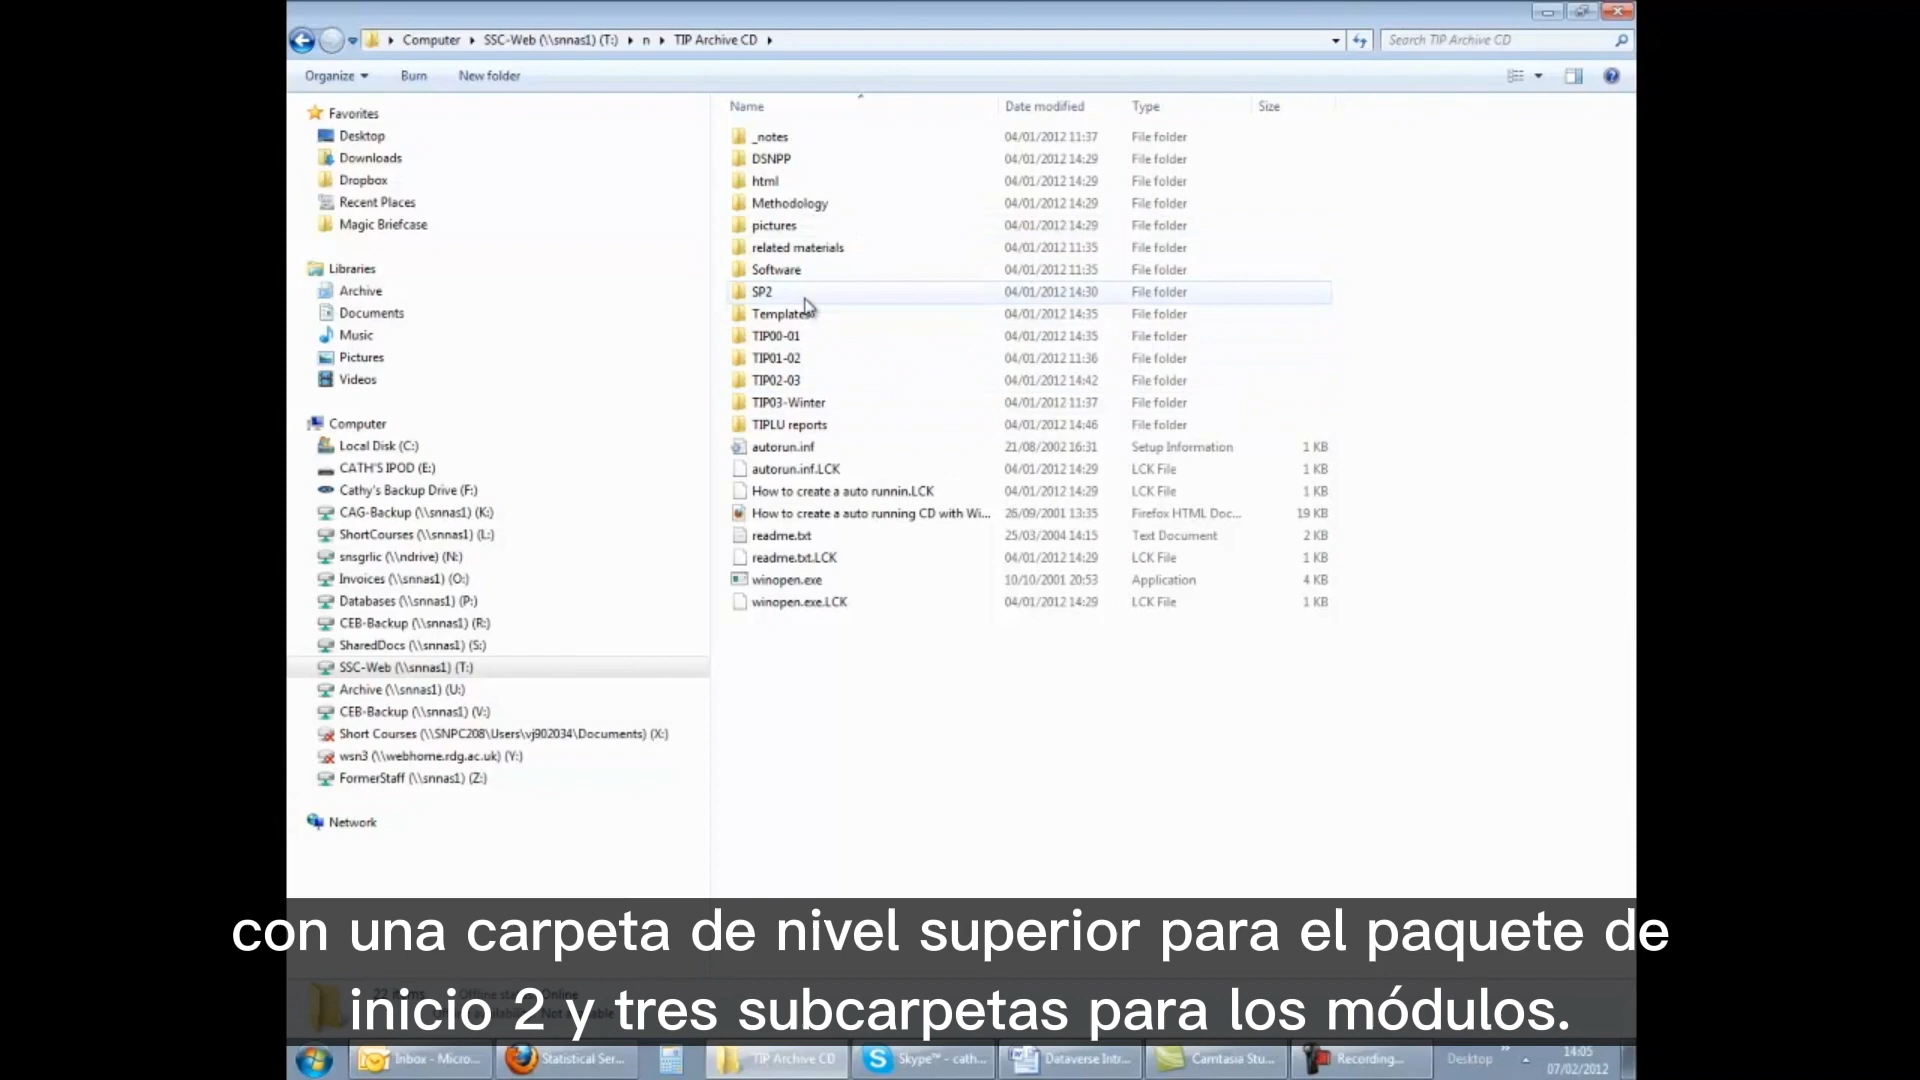 Computer ▸ SSC-Web (\\snnas1) (T:) ▸ n ▸ TIP Archive CD ▸
Search TIP Archive CD
Organize Burn New folder
Favorites
Desktop
Downloads
Dropbox
Recent Places
Magic Briefcase
Libraries
Archive
Documents
Music
Pictures
Videos
Computer
Local Disk (C:)
CATH'S IPOD (E:)
Cathy's Backup Drive (F:)
CAG-Backup (\\snnas1) (K:)
ShortCourses (\\snnas1) (L:)
snsgrlic (\\ndrive) (N:)
Invoices (\\snnas1) (O:)
Databases (\\snnas1) (P:)
CEB-Backup (\\snnas1) (R:)
SharedDocs (\\snnas1) (S:)
SSC-Web (\\snnas1) (T:)
Archive (\\snnas1) (U:)
CEB-Backup (\\snnas1) (V:)
Short Courses (\\SNPC208\Users\vj902034\Documents) (X:)
wsn3 (\\webhome.rdg.ac.uk) (Y:)
FormerStaff (\\snnas1) (Z:)
Network
Name Date modified Type Size
_notes 04/01/2012 11:37 File folder
DSNPP 04/01/2012 14:29 File folder
html 04/01/2012 14:29 File folder
Methodology 04/01/2012 14:29 File folder
pictures 04/01/2012 14:29 File folder
related materials 04/01/2012 11:35 File folder
Software 04/01/2012 11:35 File folder
SP2 04/01/2012 14:30 File folder
Templates 04/01/2012 14:35 File folder
TIP00-01 04/01/2012 14:35 File folder
TIP01-02 04/01/2012 11:36 File folder
TIP02-03 04/01/2012 14:42 File folder
TIP03-Winter 04/01/2012 11:37 File folder
TIPLU reports 04/01/2012 14:46 File folder
autorun.inf 21/08/2002 16:31 Setup Information 1 KB
autorun.inf.LCK 04/01/2012 14:29 LCK File 1 KB
How to create a auto runnin.LCK 04/01/2012 14:29 LCK File 1 KB
How to create a auto running CD with Wi... 26/09/2001 13:35 Firefox HTML Doc... 19 KB
readme.txt 25/03/2004 14:15 Text Document 2 KB
readme.txt.LCK 04/01/2012 14:29 LCK File 1 KB
winopen.exe 10/10/2001 20:53 Application 4 KB
winopen.exe.LCK 04/01/2012 14:29 LCK File 1 KB
con una carpeta de nivel superior para el paquete de
inicio 2 y tres subcarpetas para los módulos.
Inbox - Micro... Statistical Ser... TIP Archive CD Skype™ - cath... Dataverse Intr... Camtasia Stu... Recording... Desktop » 14:05
07/02/2012